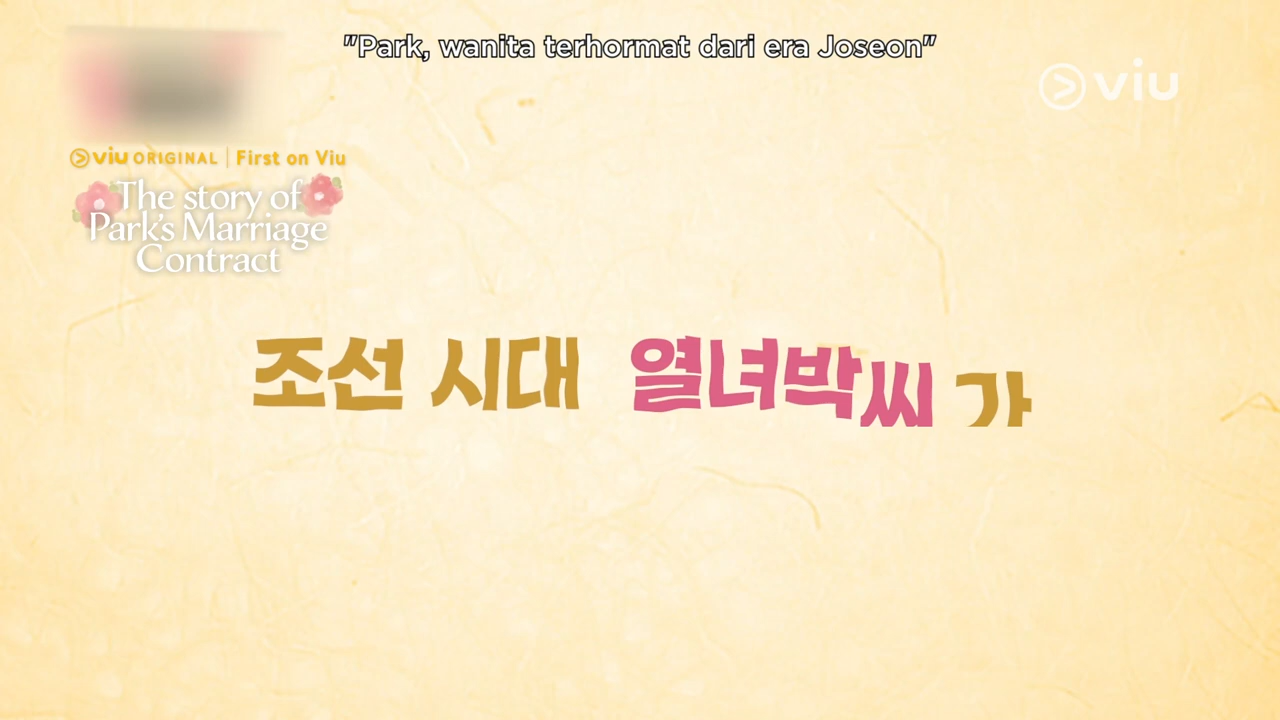 "Park, wanita terhormat dari era Joseon"
viu
viu ORIGINAL | First on Viu
The story of
Park's Marriage
Contract
조선 시대 열녀박씨 가